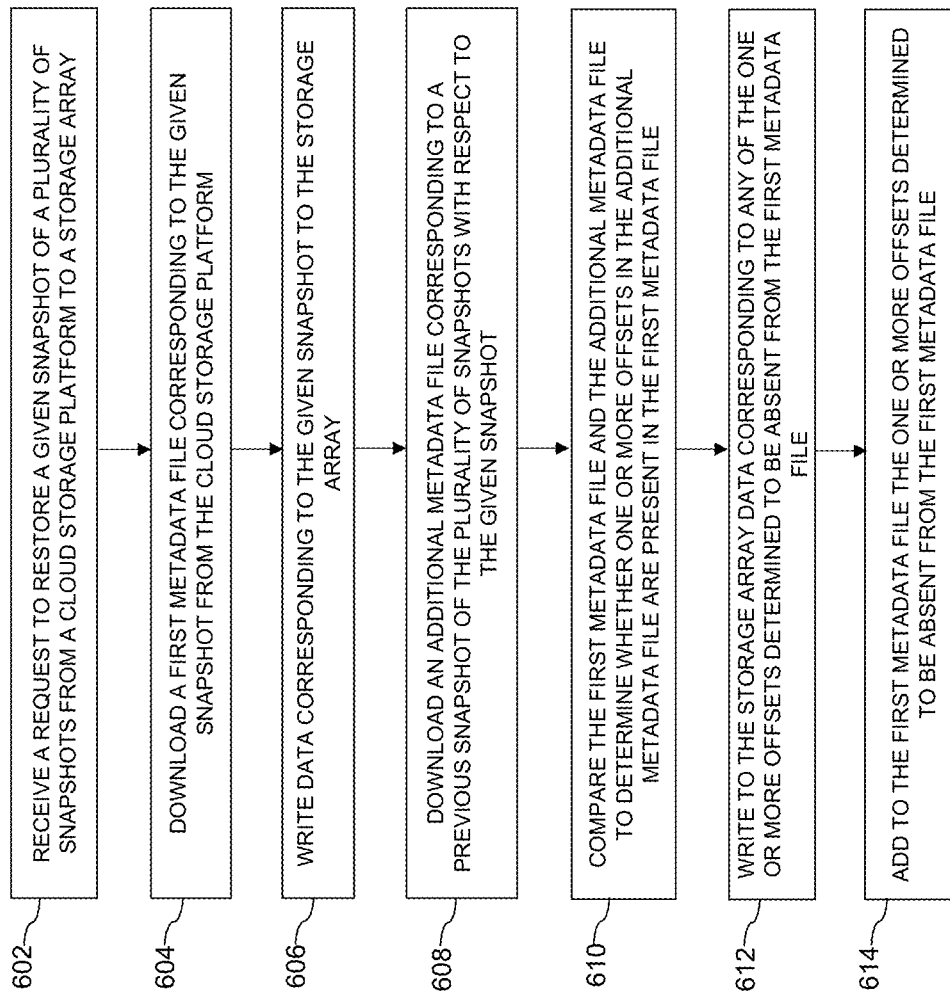 602
RECEIVE A REQUEST TO RESTORE A GIVEN SNAPSHOT OF A PLURALITY OF
SNAPSHOTS FROM A CLOUD STORAGE PLATFORM TO A STORAGE ARRAY
604
DOWNLOAD A FIRST METADATA FILE CORRESPONDING TO THE GIVEN
SNAPSHOT FROM THE CLOUD STORAGE PLATFORM
606
WRITE DATA CORRESPONDING TO THE GIVEN SNAPSHOT TO THE STORAGE
ARRAY
608
DOWNLOAD AN ADDITIONAL METADATA FILE CORRESPONDING TO A
PREVIOUS SNAPSHOT OF THE PLURALITY OF SNAPSHOTS WITH RESPECT TO
THE GIVEN SNAPSHOT
610
COMPARE THE FIRST METADATA FILE AND THE ADDITIONAL METADATA FILE
TO DETERMINE WHETHER ONE OR MORE OFFSETS IN THE ADDITIONAL
METADATA FILE ARE PRESENT IN THE FIRST METADATA FILE
612
WRITE TO THE STORAGE ARRAY DATA CORRESPONDING TO ANY OF THE ONE
OR MORE OFFSETS DETERMINED TO BE ABSENT FROM THE FIRST METADATA
FILE
614
ADD TO THE FIRST METADATA FILE THE ONE OR MORE OFFSETS DETERMINED
TO BE ABSENT FROM THE FIRST METADATA FILE